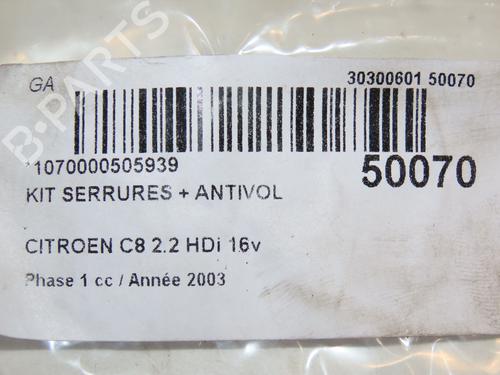 GA
30300601 50070
*1070000505939
50070
KIT SERRURES + ANTIVOL
CITROEN C8 2.2 HDi 16v
Phase 1 cc / Année 2003
B-PARTS